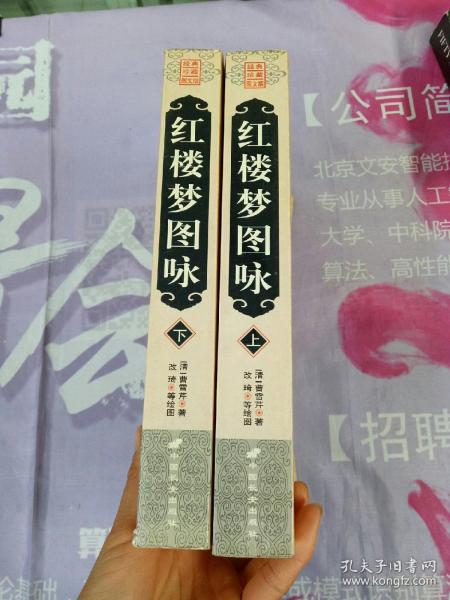 经典
珍藏
图文版
红楼梦图咏
下
[清]曹雪芹·著
改琦·等绘图
经典
珍藏
图文版
红楼梦图咏
上
[清]曹雪芹·著
改琦·等绘图
园
会
【公司简
北京文安智能技
专业从事人工
大学、中科院
算法、高性能
【招聘
算
孔夫子旧书网
www.kongfz.com